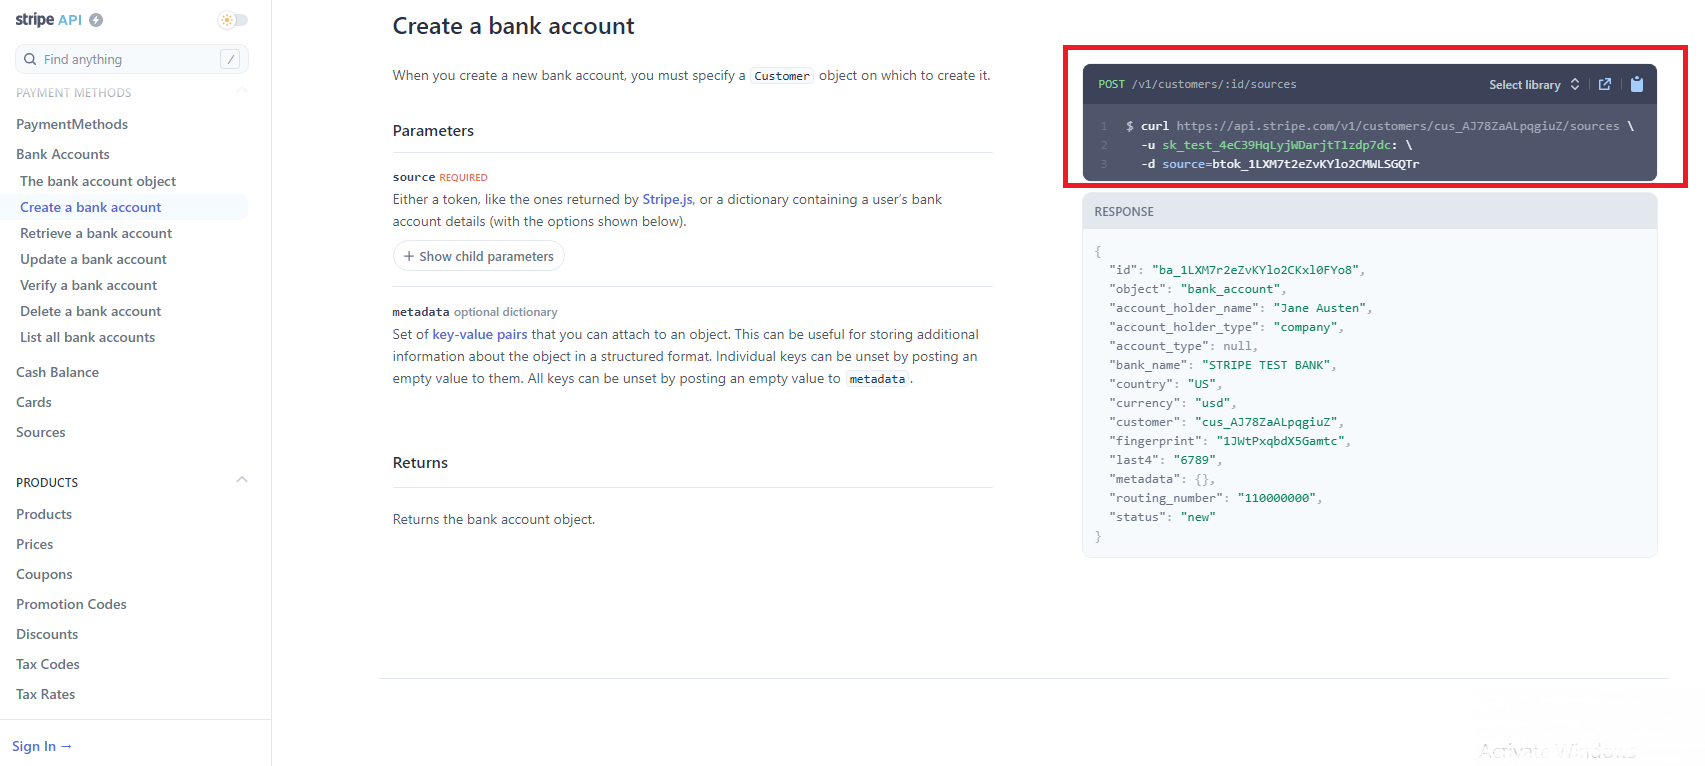 stripe API
Find anything /
PAYMENT METHODS
PaymentMethods
Bank Accounts
The bank account object
Create a bank account
Retrieve a bank account
Update a bank account
Verify a bank account
Delete a bank account
List all bank accounts
Cash Balance
Cards
Sources
PRODUCTS
Products
Prices
Coupons
Promotion Codes
Discounts
Tax Codes
Tax Rates
Sign In →
Create a bank account
When you create a new bank account, you must specify a Customer object on which to create it.
Parameters
source REQUIRED
Either a token, like the ones returned by Stripe.js, or a dictionary containing a user’s bank
account details (with the options shown below).
+ Show child parameters
metadata optional dictionary
Set of key-value pairs that you can attach to an object. This can be useful for storing additional
information about the object in a structured format. Individual keys can be unset by posting an
empty value to them. All keys can be unset by posting an empty value to metadata.
Returns
Returns the bank account object.
POST /v1/customers/:id/sources Select library
1 $ curl https://api.stripe.com/v1/customers/cus_AJ78ZaALpqgiuZ/sources \
2 -u sk_test_4eC39HqLyjWDarjtT1zdp7dc: \
3 -d source=btok_1LXM7t2eZvKYlo2CMWLSGQTr
RESPONSE
{
"id": "ba_1LXM7r2eZvKYlo2CKxl0FYo8",
"object": "bank_account",
"account_holder_name": "Jane Austen",
"account_holder_type": "company",
"account_type": null,
"bank_name": "STRIPE TEST BANK",
"country": "US",
"currency": "usd",
"customer": "cus_AJ78ZaALpqgiuZ",
"fingerprint": "1JWtPxqbdX5Gamtc",
"last4": "6789",
"metadata": {},
"routing_number": "110000000",
"status": "new"
}
Activate Windows